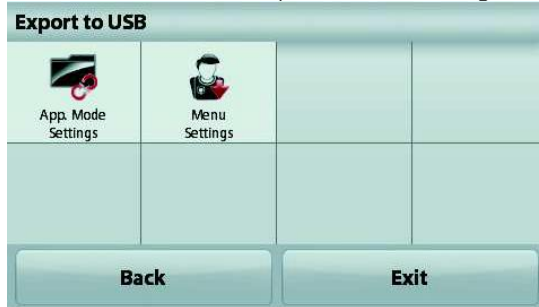 Export to USB
App. Mode
Settings
Menu
Settings
Back
Exit